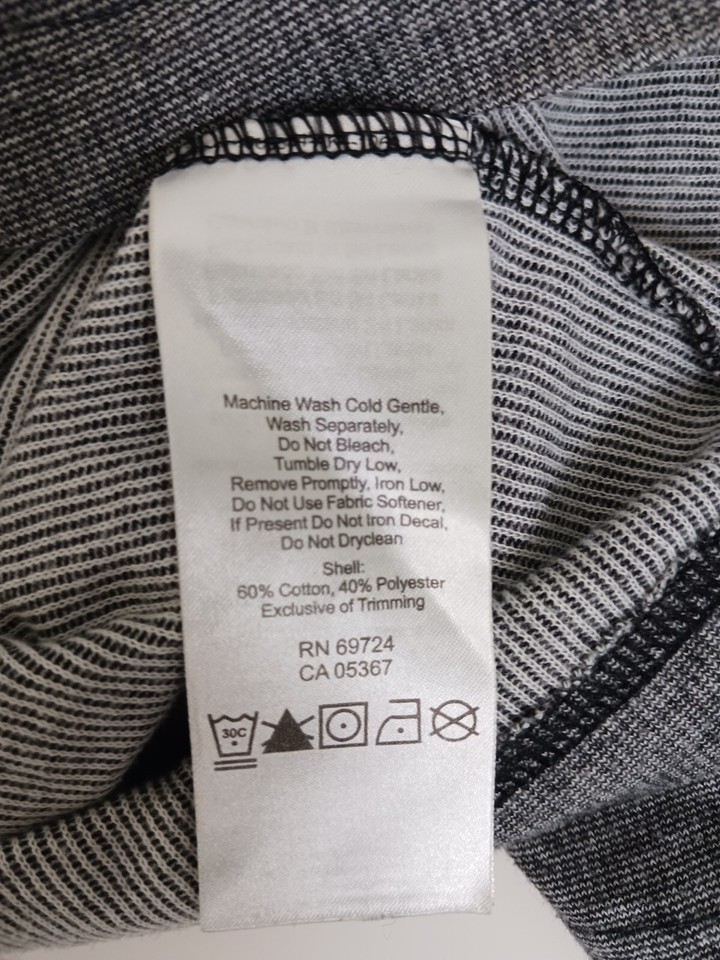 Machine Wash Cold Gentle,
Wash Separately,
Do Not Bleach,
Tumble Dry Low,
Remove Promptly, Iron Low,
Do Not Use Fabric Softener,
If Present Do Not Iron Decal,
Do Not Dryclean
Shell:
60% Cotton, 40% Polyester
Exclusive of Trimming
RN 69724
CA 05367
30C